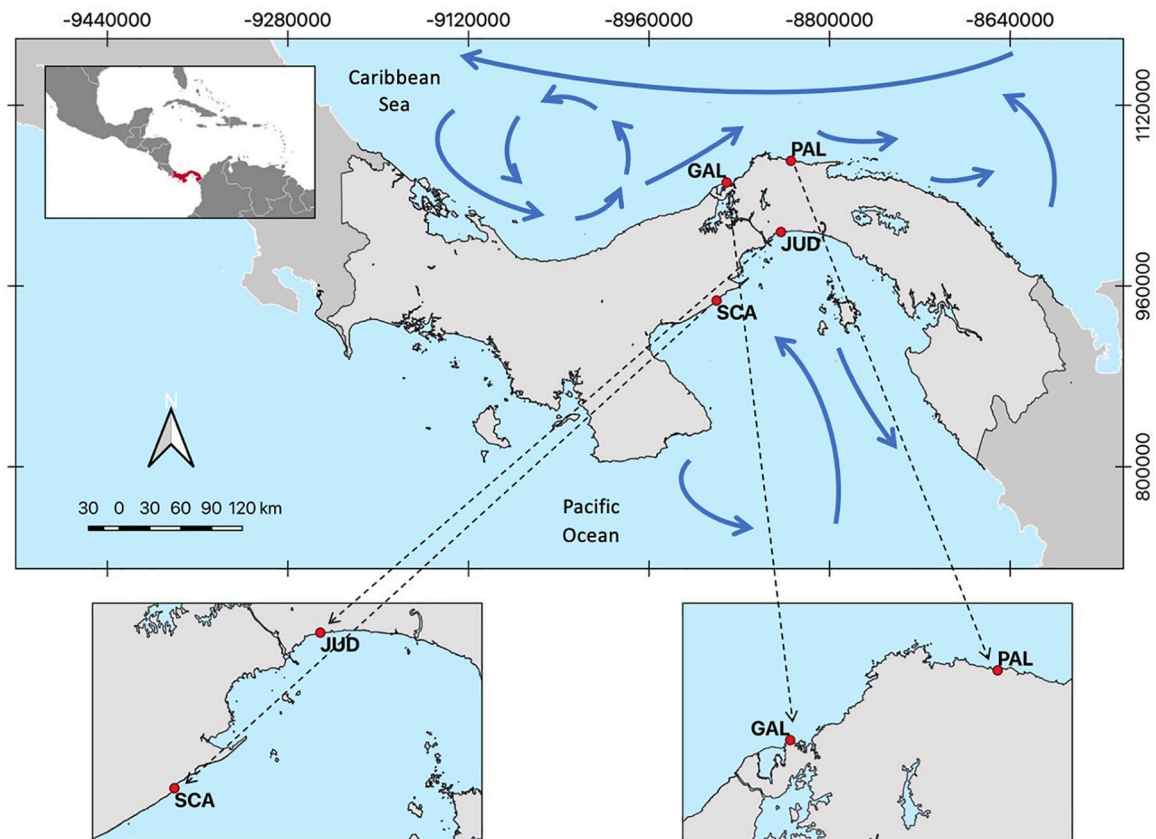 -9440000 -9280000 -9120000 -8960000 -8800000 -8640000
Caribbean
Sea
1120000
PAL
GAL
JUD
960000
SCA
N
800000
30 0 30 60 90 120 km
Pacific
Ocean
JUD
SCA
PAL
GAL